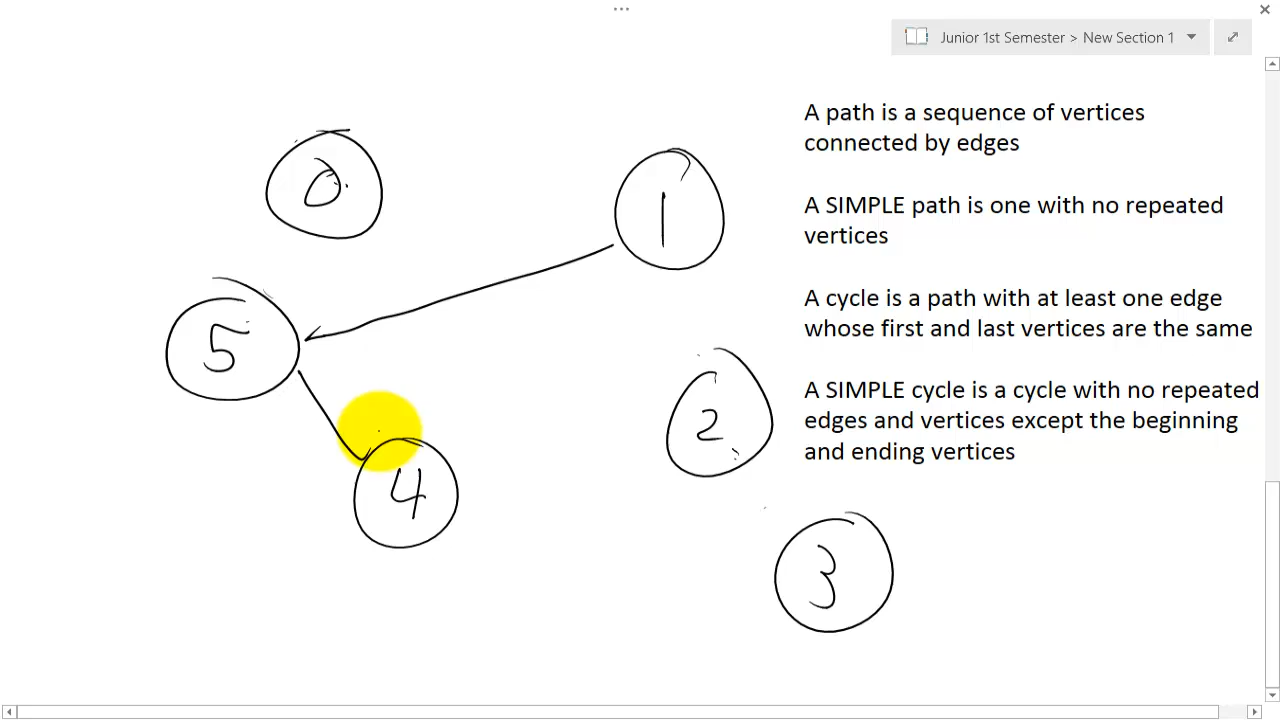 Junior 1st Semester > New Section 1
A path is a sequence of vertices
connected by edges
A SIMPLE path is one with no repeated
vertices
A cycle is a path with at least one edge
whose first and last vertices are the same
A SIMPLE cycle is a cycle with no repeated
edges and vertices except the beginning
and ending vertices
0
1
5
2
4
3